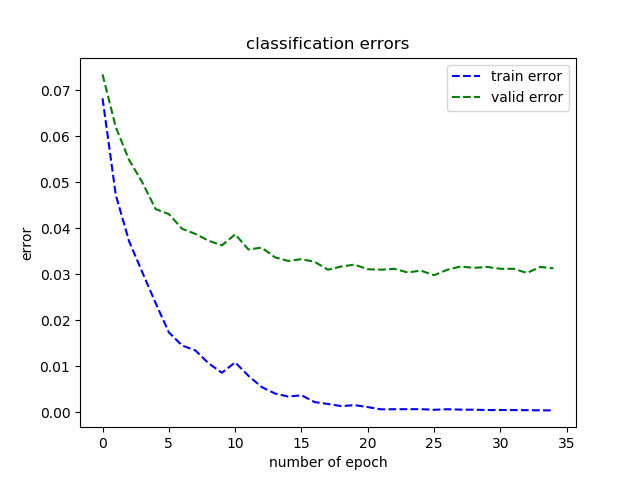 classification errors
train error
valid error
error
0.07
0.06
0.05
0.04
0.03
0.02
0.01
0.00
0 5 10 15 20 25 30 35
number of epoch